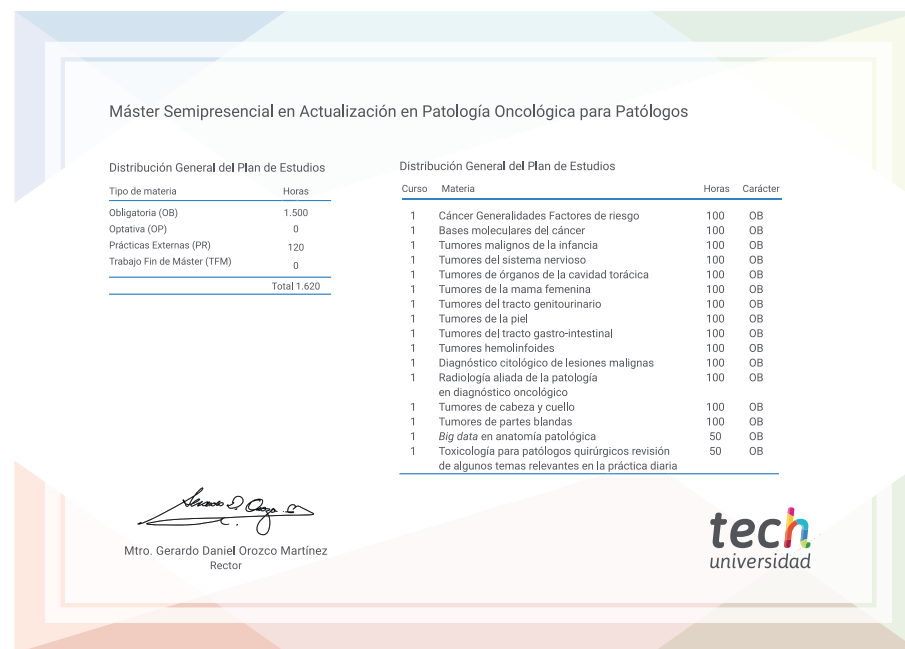 Máster Semipresencial en Actualización en Patología Oncológica para Patólogos
Distribución General del Plan de Estudios
Tipo de materia Horas
Obligatoria (OB) 1.500
Optativa (OP) 0
Prácticas Externas (PR) 120
Trabajo Fin de Máster (TFM) 0
Total 1.620
Distribución General del Plan de Estudios
Curso Materia Horas Carácter
1 Cáncer Generalidades Factores de riesgo 100 OB
1 Bases moleculares del cáncer 100 OB
1 Tumores malignos de la infancia 100 OB
1 Tumores del sistema nervioso 100 OB
1 Tumores de órganos de la cavidad torácica 100 OB
1 Tumores de la mama femenina 100 OB
1 Tumores del tracto genitourinario 100 OB
1 Tumores de la piel 100 OB
1 Tumores del tracto gastro-intestinal 100 OB
1 Tumores hemolinfoides 100 OB
1 Diagnóstico citológico de lesiones malignas 100 OB
1 Radiología aliada de la patología 100 OB
en diagnóstico oncológico
1 Tumores de cabeza y cuello 100 OB
1 Tumores de partes blandas 100 OB
1 Big data en anatomía patológica 50 OB
1 Toxicología para patólogos quirúrgicos revisión 50 OB
de algunos temas relevantes en la práctica diaria
Mtro. Gerardo Daniel Orozco Martínez
Rector
tech
universidad